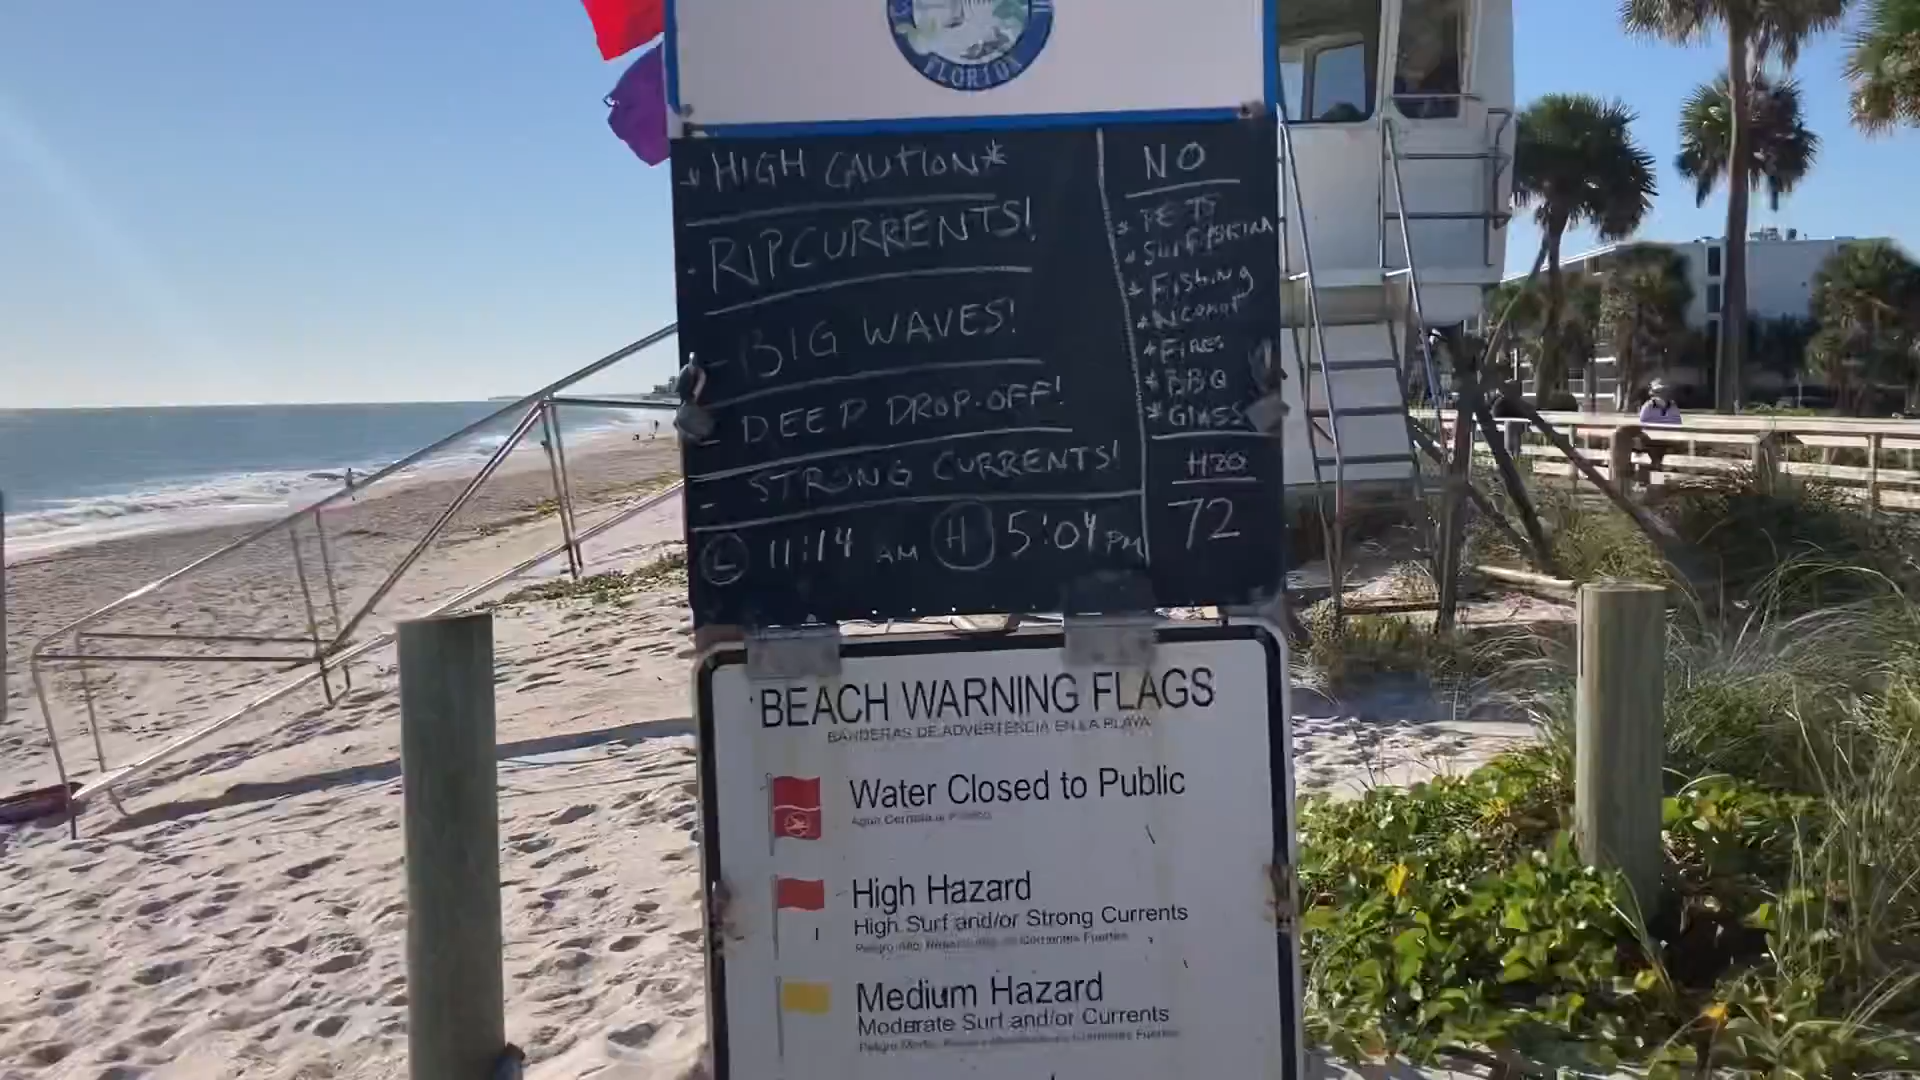 FLORIDA
*HIGH CAUTION*
- RIPCURRENTS!
- BIG WAVES!
- DEEP DROP-OFF!
- STRONG CURRENTS!
L 11:14 AM H 5:04 PM
NO
* PETS
* Fishing
* FIRES
* BBQ
* GLASS
H2O
72
BEACH WARNING FLAGS
BANDERAS DE ADVERTENCIA EN LA PLAYA
Water Closed to Public
High Hazard
High Surf and/or Strong Currents
Medium Hazard
Moderate Surf and/or Currents